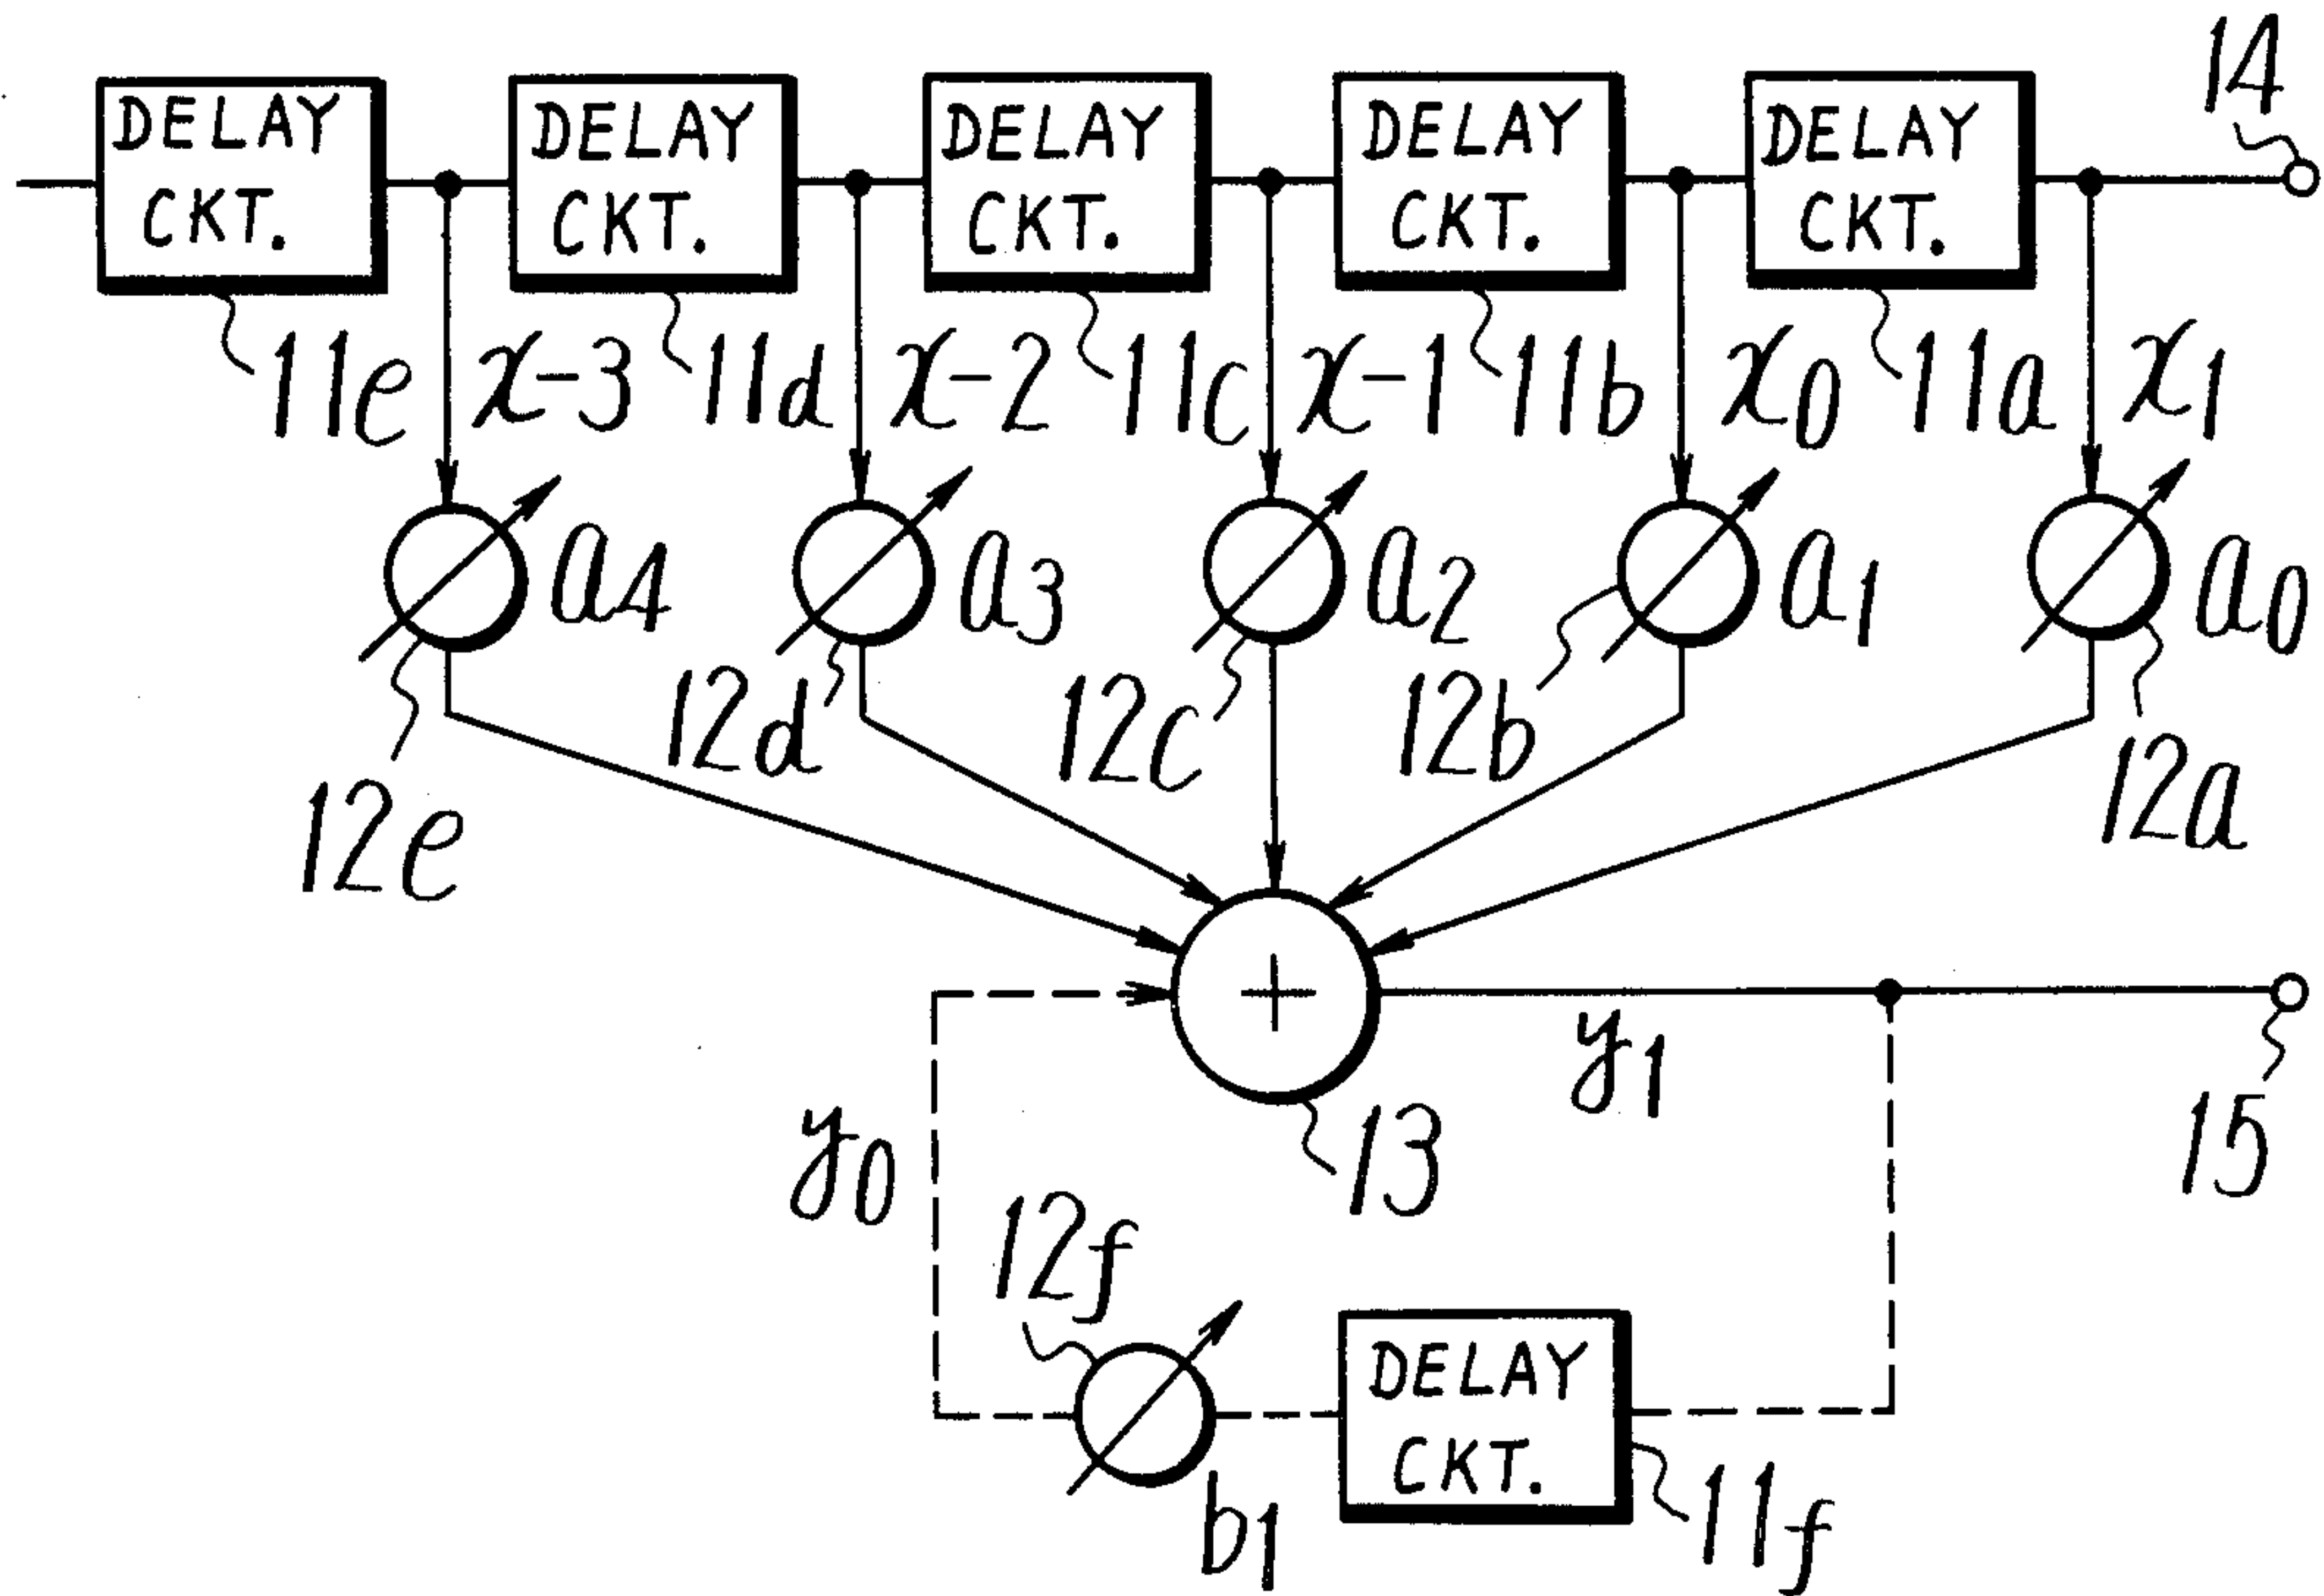 14
DELAY CKT.
DELAY CKT.
DELAY CKT.
DELAY CKT.
DELAY CKT.
11e
x-3
11d
x-2
11c
x-1
11b
x0
11a
x1
a4
a3
a2
a1
a0
12e
12d
12c
12b
12a
+
y1
y0
13
15
12f
DELAY CKT.
b1
11f